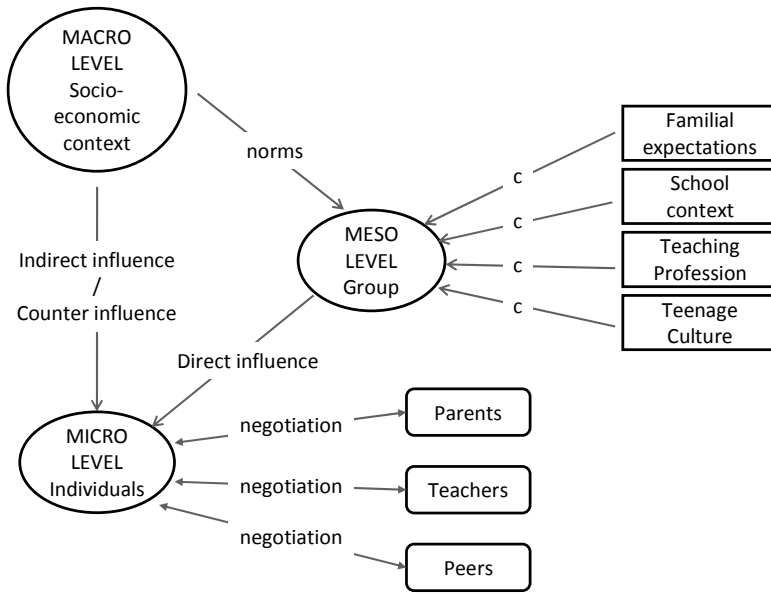 MACRO
LEVEL
Socio-
economic
context
norms
Familial
expectations
c
School
context
c
MESO
LEVEL
Group
Teaching
Profession
c
Teenage
Culture
c
Indirect influence
/
Counter influence
Direct influence
MICRO
LEVEL
Individuals
negotiation
Parents
negotiation
Teachers
negotiation
Peers